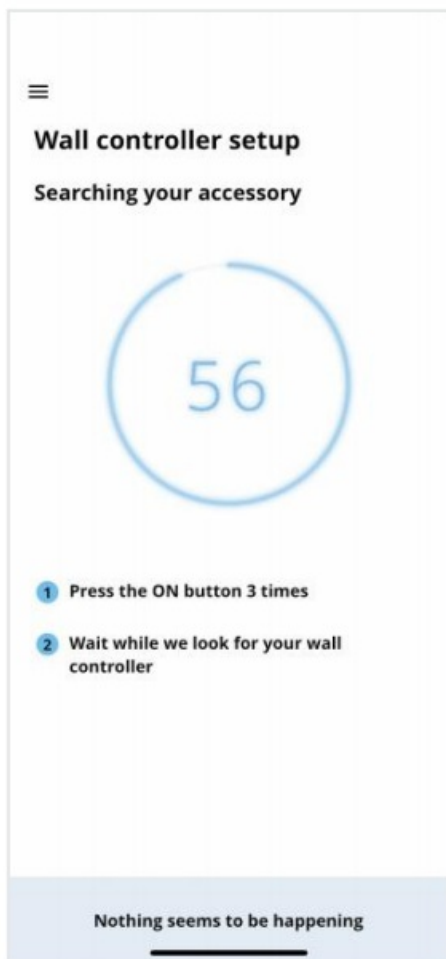 Wall controller setup
Searching your accessory
56
1 Press the ON button 3 times
2 Wait while we look for your wall
controller
Nothing seems to be happening